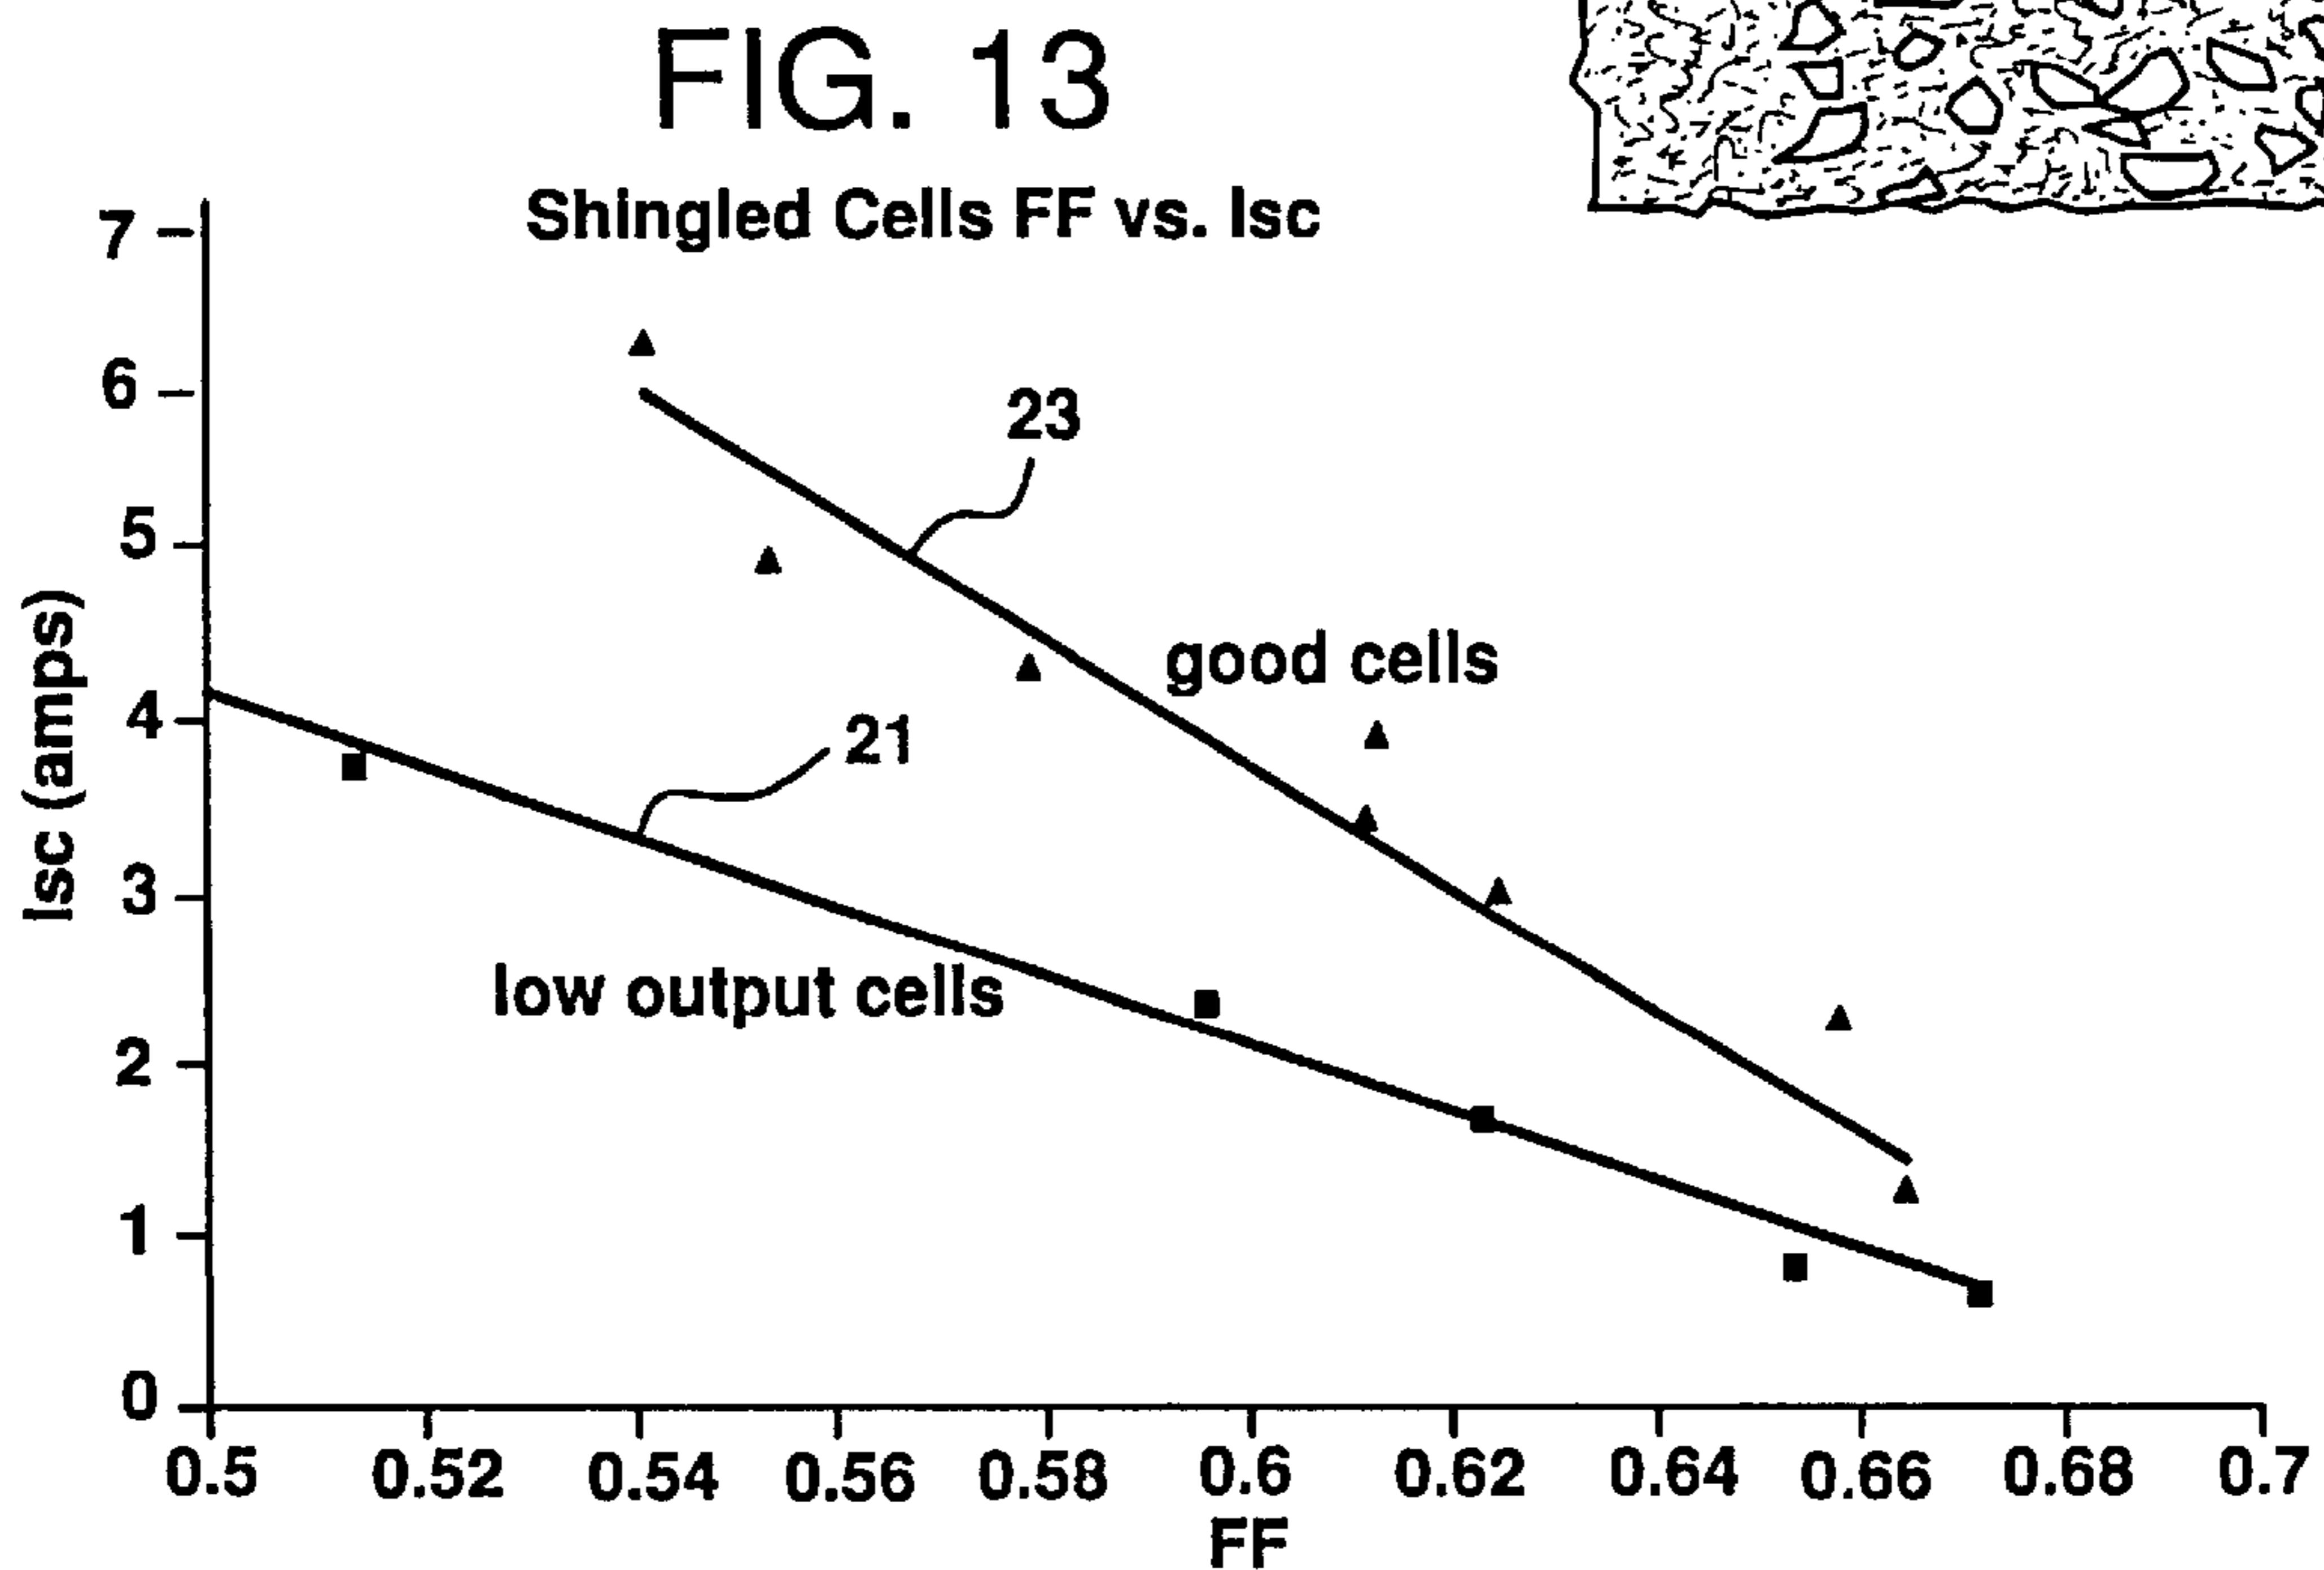 FIG. 13
Shingled Cells FF vs. Isc
7
6
5
4
3
2
1
0
Isc (amps)
23
good cells
21
low output cells
0.5 0.52 0.54 0.56 0.58 0.6 0.62 0.64 0.66 0.68 0.7
FF